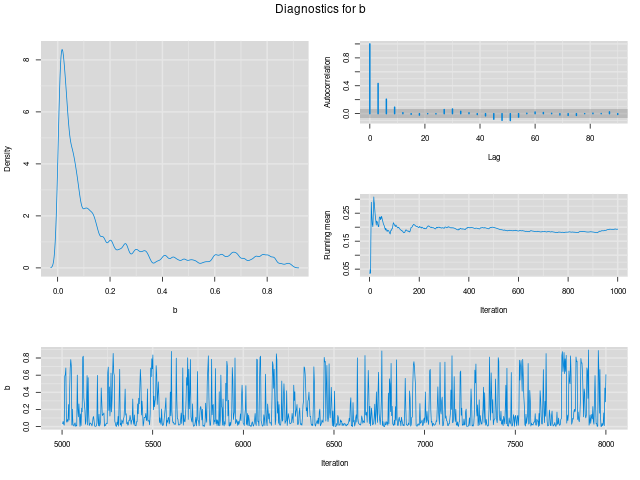 Diagnostics for b
Density
0 2 4 6 8
0.0 0.2 0.4 0.6 0.8
b
Autocorrelation
0.0 0.4 0.8
0 20 40 60 80
Lag
Running mean
0.05 0.15 0.25
0 200 400 600 800 1000
Iteration
b
0.0 0.2 0.4 0.6 0.8
5000 5500 6000 6500 7000 7500 8000
Iteration